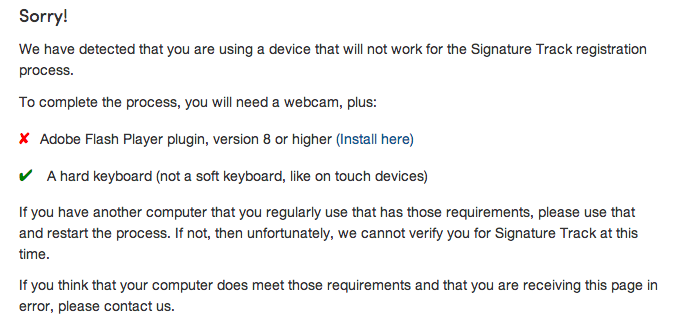 Sorry!
We have detected that you are using a device that will not work for the Signature Track registration
process.
To complete the process, you will need a webcam, plus:
✘ Adobe Flash Player plugin, version 8 or higher (Install here)
✔ A hard keyboard (not a soft keyboard, like on touch devices)
If you have another computer that you regularly use that has those requirements, please use that
and restart the process. If not, then unfortunately, we cannot verify you for Signature Track at this
time.
If you think that your computer does meet those requirements and that you are receiving this page in
error, please contact us.